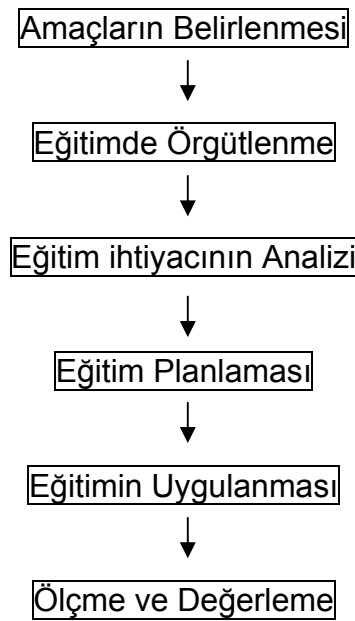 Amaçların Belirlenmesi
Eğitimde Örgütlenme
Eğitim ihtiyacının Analizi
Eğitim Planlaması
Eğitimin Uygulanması
Ölçme ve Değerleme